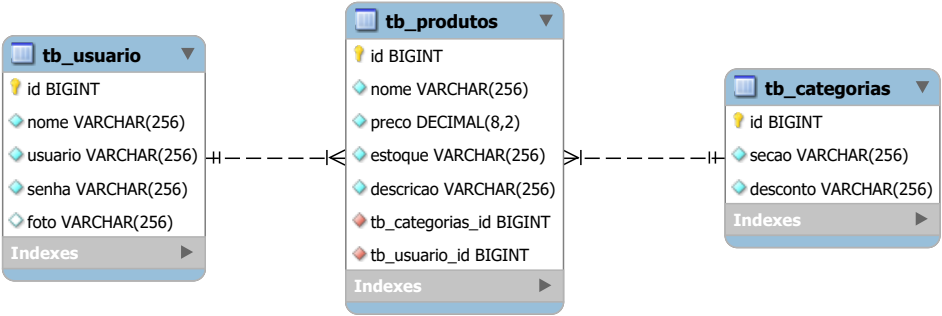 tb_usuario
id BIGINT
nome VARCHAR(256)
usuario VARCHAR(256)
senha VARCHAR(256)
foto VARCHAR(256)
Indexes
tb_produtos
id BIGINT
nome VARCHAR(256)
preco DECIMAL(8,2)
estoque VARCHAR(256)
descricao VARCHAR(256)
tb_categorias_id BIGINT
tb_usuario_id BIGINT
Indexes
tb_categorias
id BIGINT
secao VARCHAR(256)
desconto VARCHAR(256)
Indexes